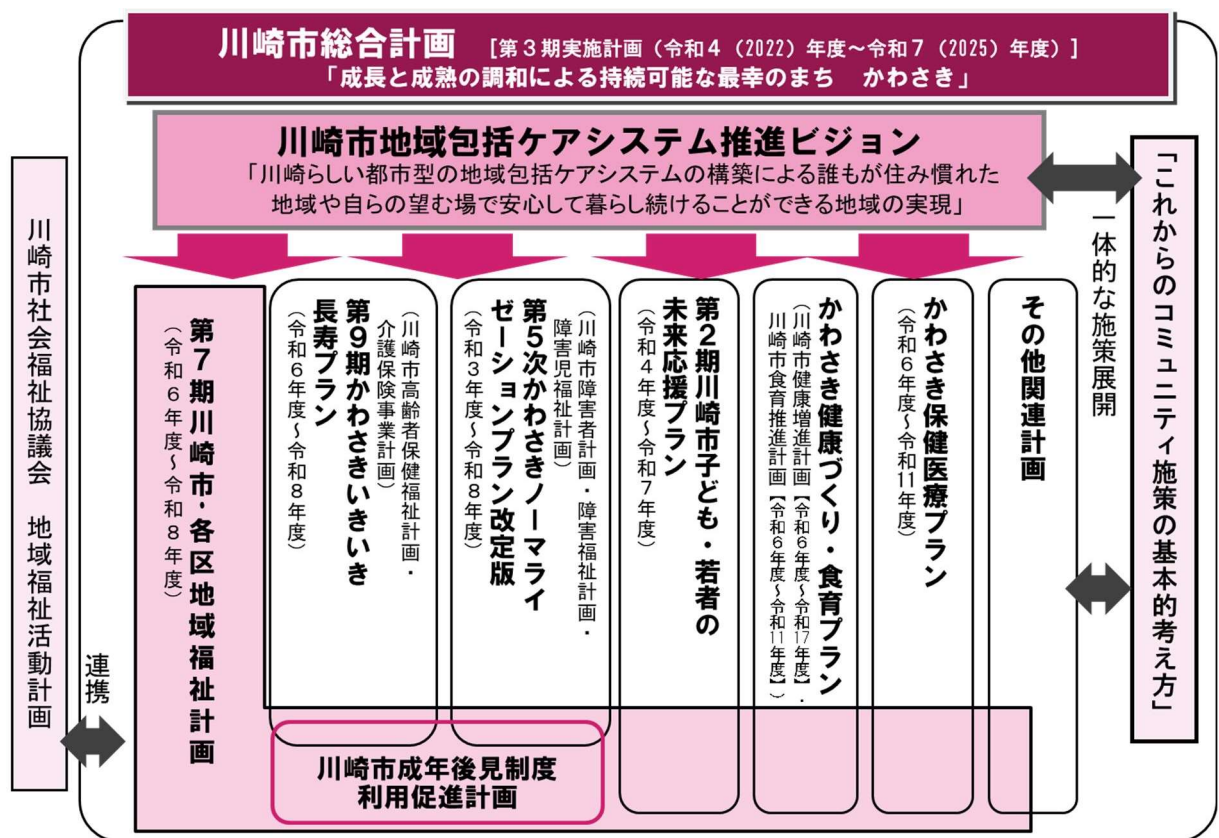 川崎市総合計画 [第3期実施計画(令和4(2022)年度~令和7(2025)年度)]
「成長と成熟の調和による持続可能な最幸のまち かわさき」
川崎市地域包括ケアシステム推進ビジョン
「川崎らしい都市型の地域包括ケアシステムの構築による誰もが住み慣れた
地域や自らの望む場で安心して暮らし続けることができる地域の実現」
川崎市社会福祉協議会 地域福祉活動計画
連携
第7期川崎市・各区地域福祉計画
(令和6年度~令和8年度)
(川崎市高齢者保健福祉計画・
介護保険事業計画)
第9期かわさきいきいき
長寿プラン
(令和6年度~令和8年度)
(川崎市障害者計画・障害福祉計画・
障害児福祉計画)
第5次かわさきノーマライ
ゼーションプラン改定版
(令和3年度~令和8年度)
第2期川崎市子ども・若者の
未来応援プラン
(令和4年度~令和7年度)
かわさき健康づくり・食育プラン
(川崎市健康増進計画【令和6年度~令和17年度】・
川崎市食育推進計画【令和6年度~令和11年度】)
かわさき保健医療プラン
(令和6年度~令和11年度)
その他関連計画
川崎市成年後見制度
利用促進計画
一体的な施策展開
「これからのコミュニティ施策の基本的考え方」